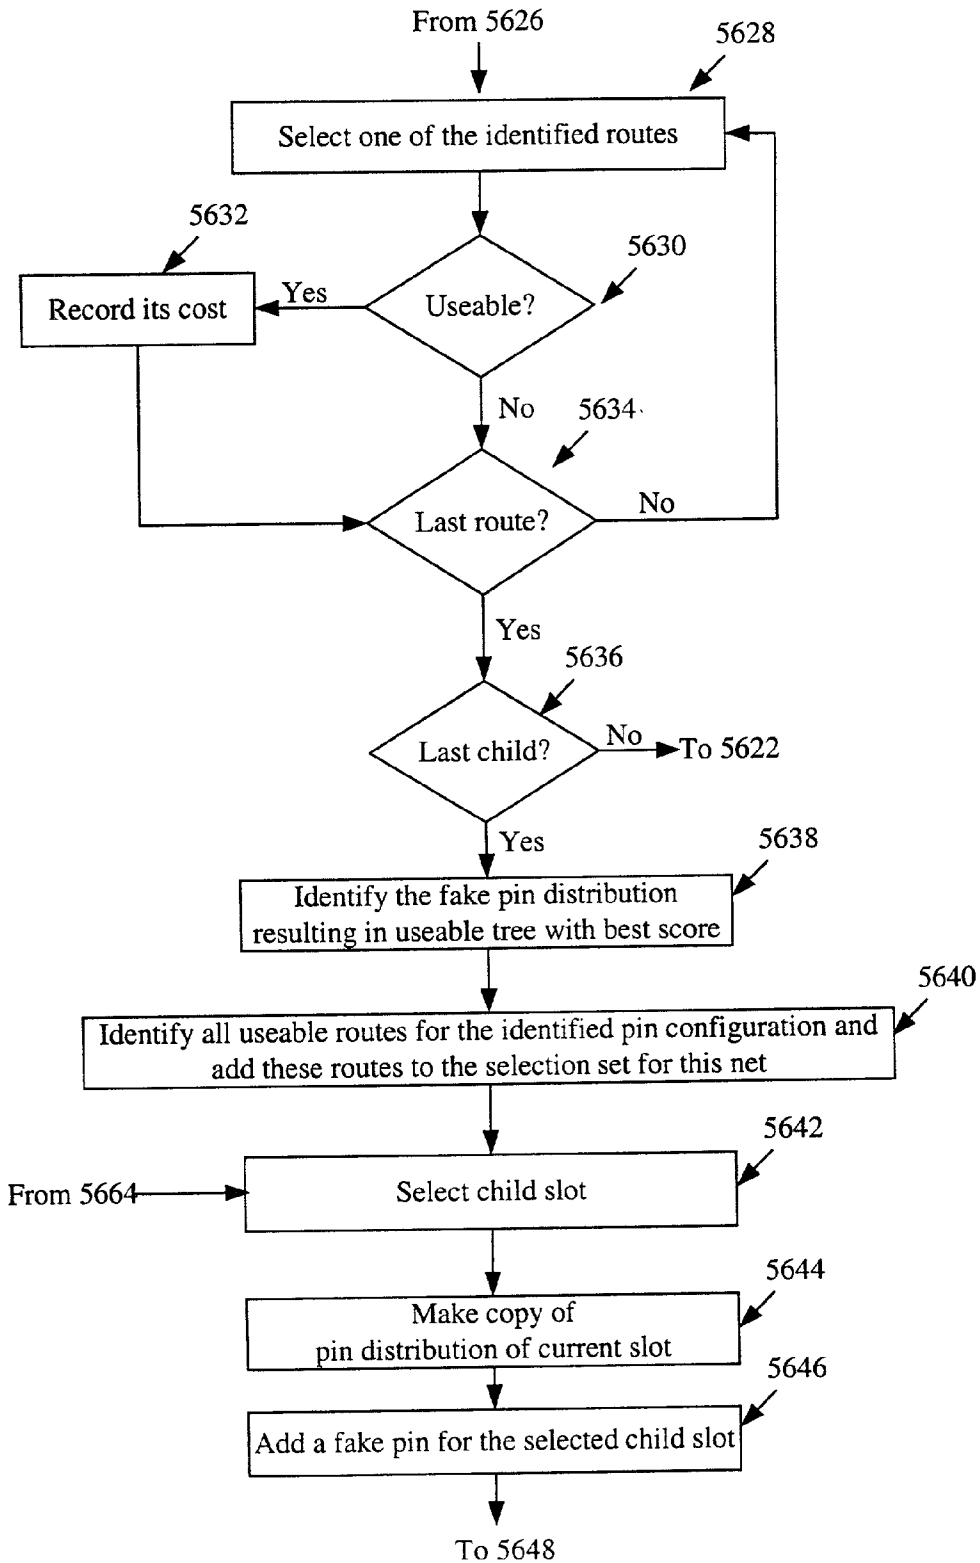 From 5626
5628
Select one of the identified routes
5632
5630
Record its cost
Yes
Useable?
No
5634
Last route?
No
Yes
5636
Last child?
No
To 5622
Yes
5638
Identify the fake pin distribution
resulting in useable tree with best score
5640
Identify all useable routes for the identified pin configuration and
add these routes to the selection set for this net
5642
From 5664
Select child slot
5644
Make copy of
pin distribution of current slot
5646
Add a fake pin for the selected child slot
To 5648